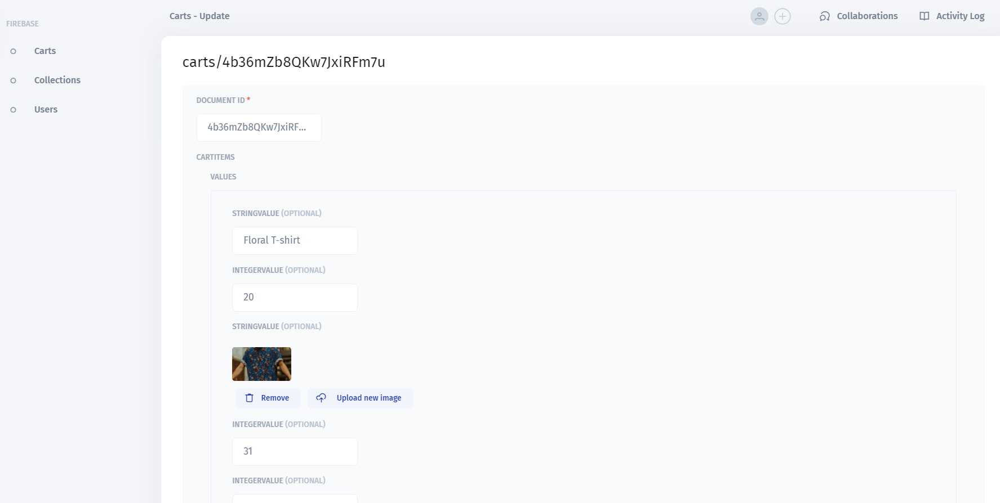 Carts - Update
Collaborations
Activity Log
FIREBASE
Carts
Collections
Users
carts/4b36mZb8QKw7JxiRFm7u
DOCUMENT ID *
4b36mZb8QKw7JxiRF...
CARTITEMS
VALUES
STRINGVALUE (OPTIONAL)
Floral T-shirt
INTEGERVALUE (OPTIONAL)
20
STRINGVALUE (OPTIONAL)
Remove
Upload new image
INTEGERVALUE (OPTIONAL)
31
INTEGERVALUE (OPTIONAL)